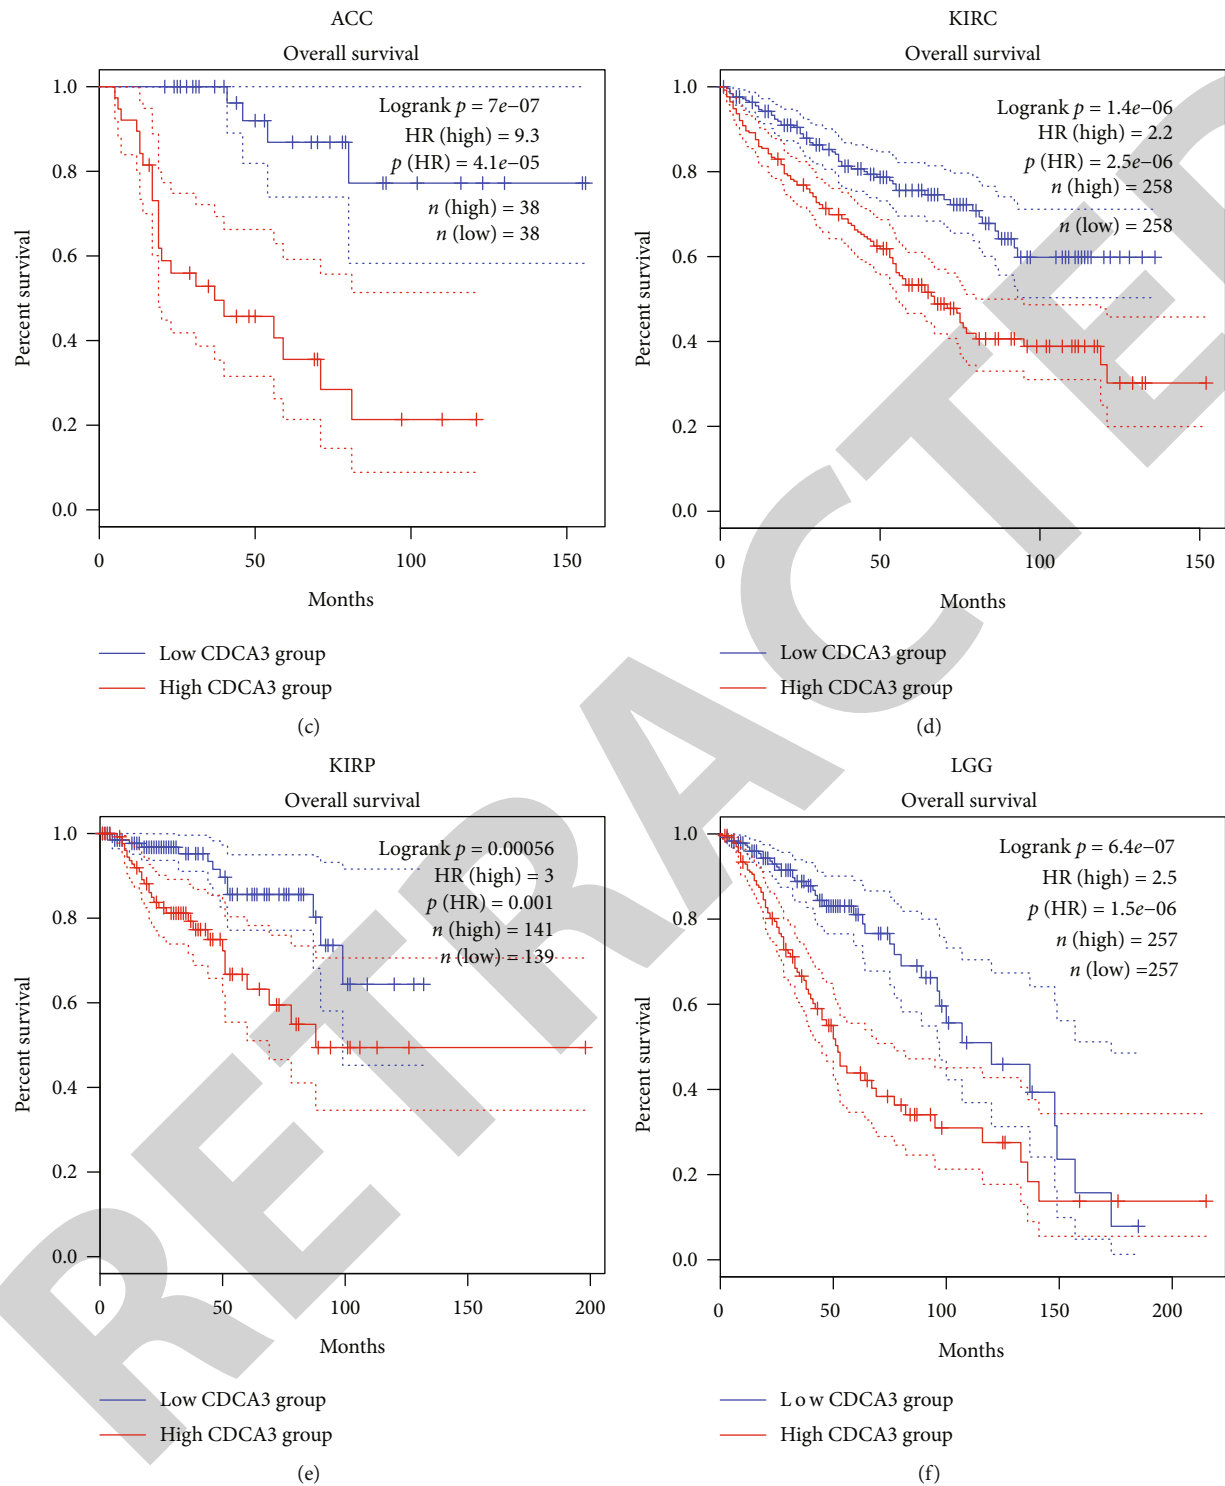 ACC
Overall survival
1.0
0.8
0.6
0.4
0.2
0.0
Percent survival
Logrank p = 7e–07
HR (high) = 9.3
p (HR) = 4.1e–05
n (high) = 38
n (low) = 38
0 50 100 150
Months
Low CDCA3 group
High CDCA3 group
(c)
KIRC
Overall survival
1.0
0.8
0.6
0.4
0.2
0.0
Percent survival
Logrank p = 1.4e–06
HR (high) = 2.2
p (HR) = 2.5e–06
n (high) = 258
n (low) = 258
0 50 100 150
Months
Low CDCA3 group
High CDCA3 group
(d)
KIRP
Overall survival
1.0
0.8
0.6
0.4
0.2
0.0
Percent survival
Logrank p = 0.00056
HR (high) = 3
p (HR) = 0.001
n (high) = 141
n (low) = 139
0 50 100 150 200
Months
Low CDCA3 group
High CDCA3 group
(e)
LGG
Overall survival
1.0
0.8
0.6
0.4
0.2
0.0
Percent survival
Logrank p = 6.4e–07
HR (high) = 2.5
p (HR) = 1.5e–06
n (high) = 257
n (low) =257
0 50 100 150 200
Months
Low CDCA3 group
High CDCA3 group
(f)
RETRACTED